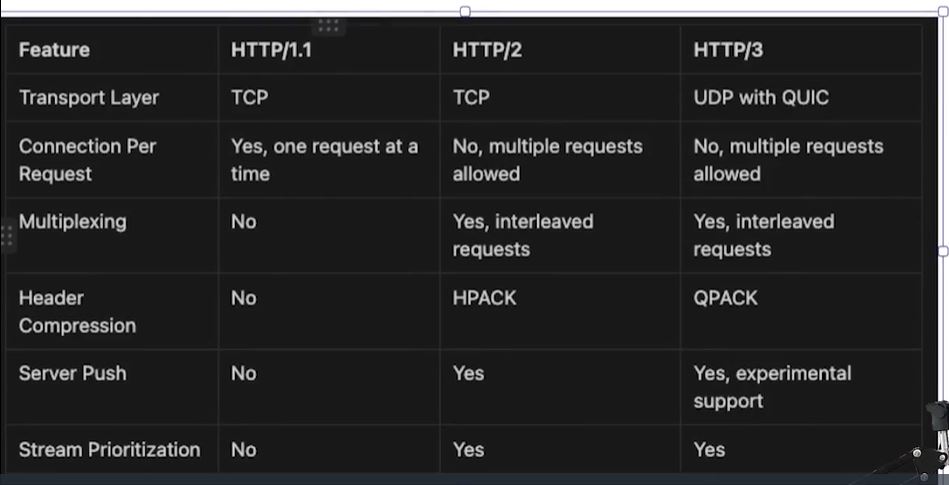 Feature HTTP/1.1 HTTP/2 HTTP/3
Transport Layer TCP TCP UDP with QUIC
Connection Per Yes, one request at a No, multiple requests No, multiple requests
Request time allowed allowed
Multiplexing No Yes, interleaved Yes, interleaved
requests requests
Header No HPACK QPACK
Compression
Server Push No Yes Yes, experimental
support
Stream Prioritization No Yes Yes